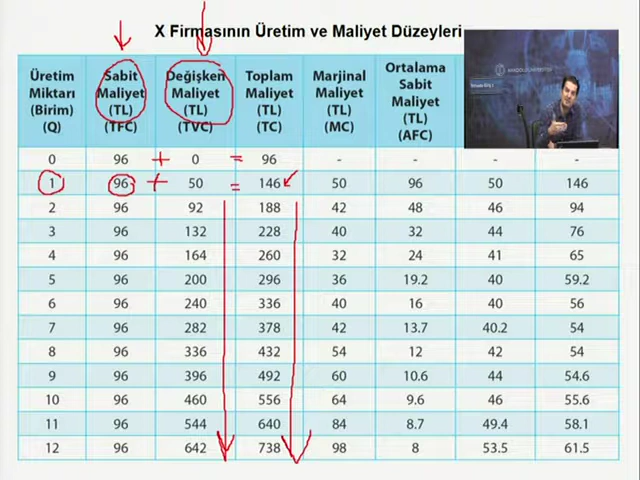 X Firmasının Üretim ve Maliyet Düzeyleri
Üretim Miktarı (Birim) (Q) Sabit Maliyet (TL) (TFC) Değişken Maliyet (TL) (TVC) Toplam Maliyet (TL) (TC) Marjinal Maliyet (TL) (MC) Ortalama Sabit Maliyet (TL) (AFC)
0 96 + 0 = 96 - - - -
1 96 + 50 = 146 50 96 50 146
2 96 92 188 42 48 46 94
3 96 132 228 40 32 44 76
4 96 164 260 32 24 41 65
5 96 200 296 36 19.2 40 59.2
6 96 240 336 40 16 40 56
7 96 282 378 42 13.7 40.2 54
8 96 336 432 54 12 42 54
9 96 396 492 60 10.6 44 54.6
10 96 460 556 64 9.6 46 55.6
11 96 544 640 84 8.7 49.4 58.1
12 96 642 738 98 8 53.5 61.5